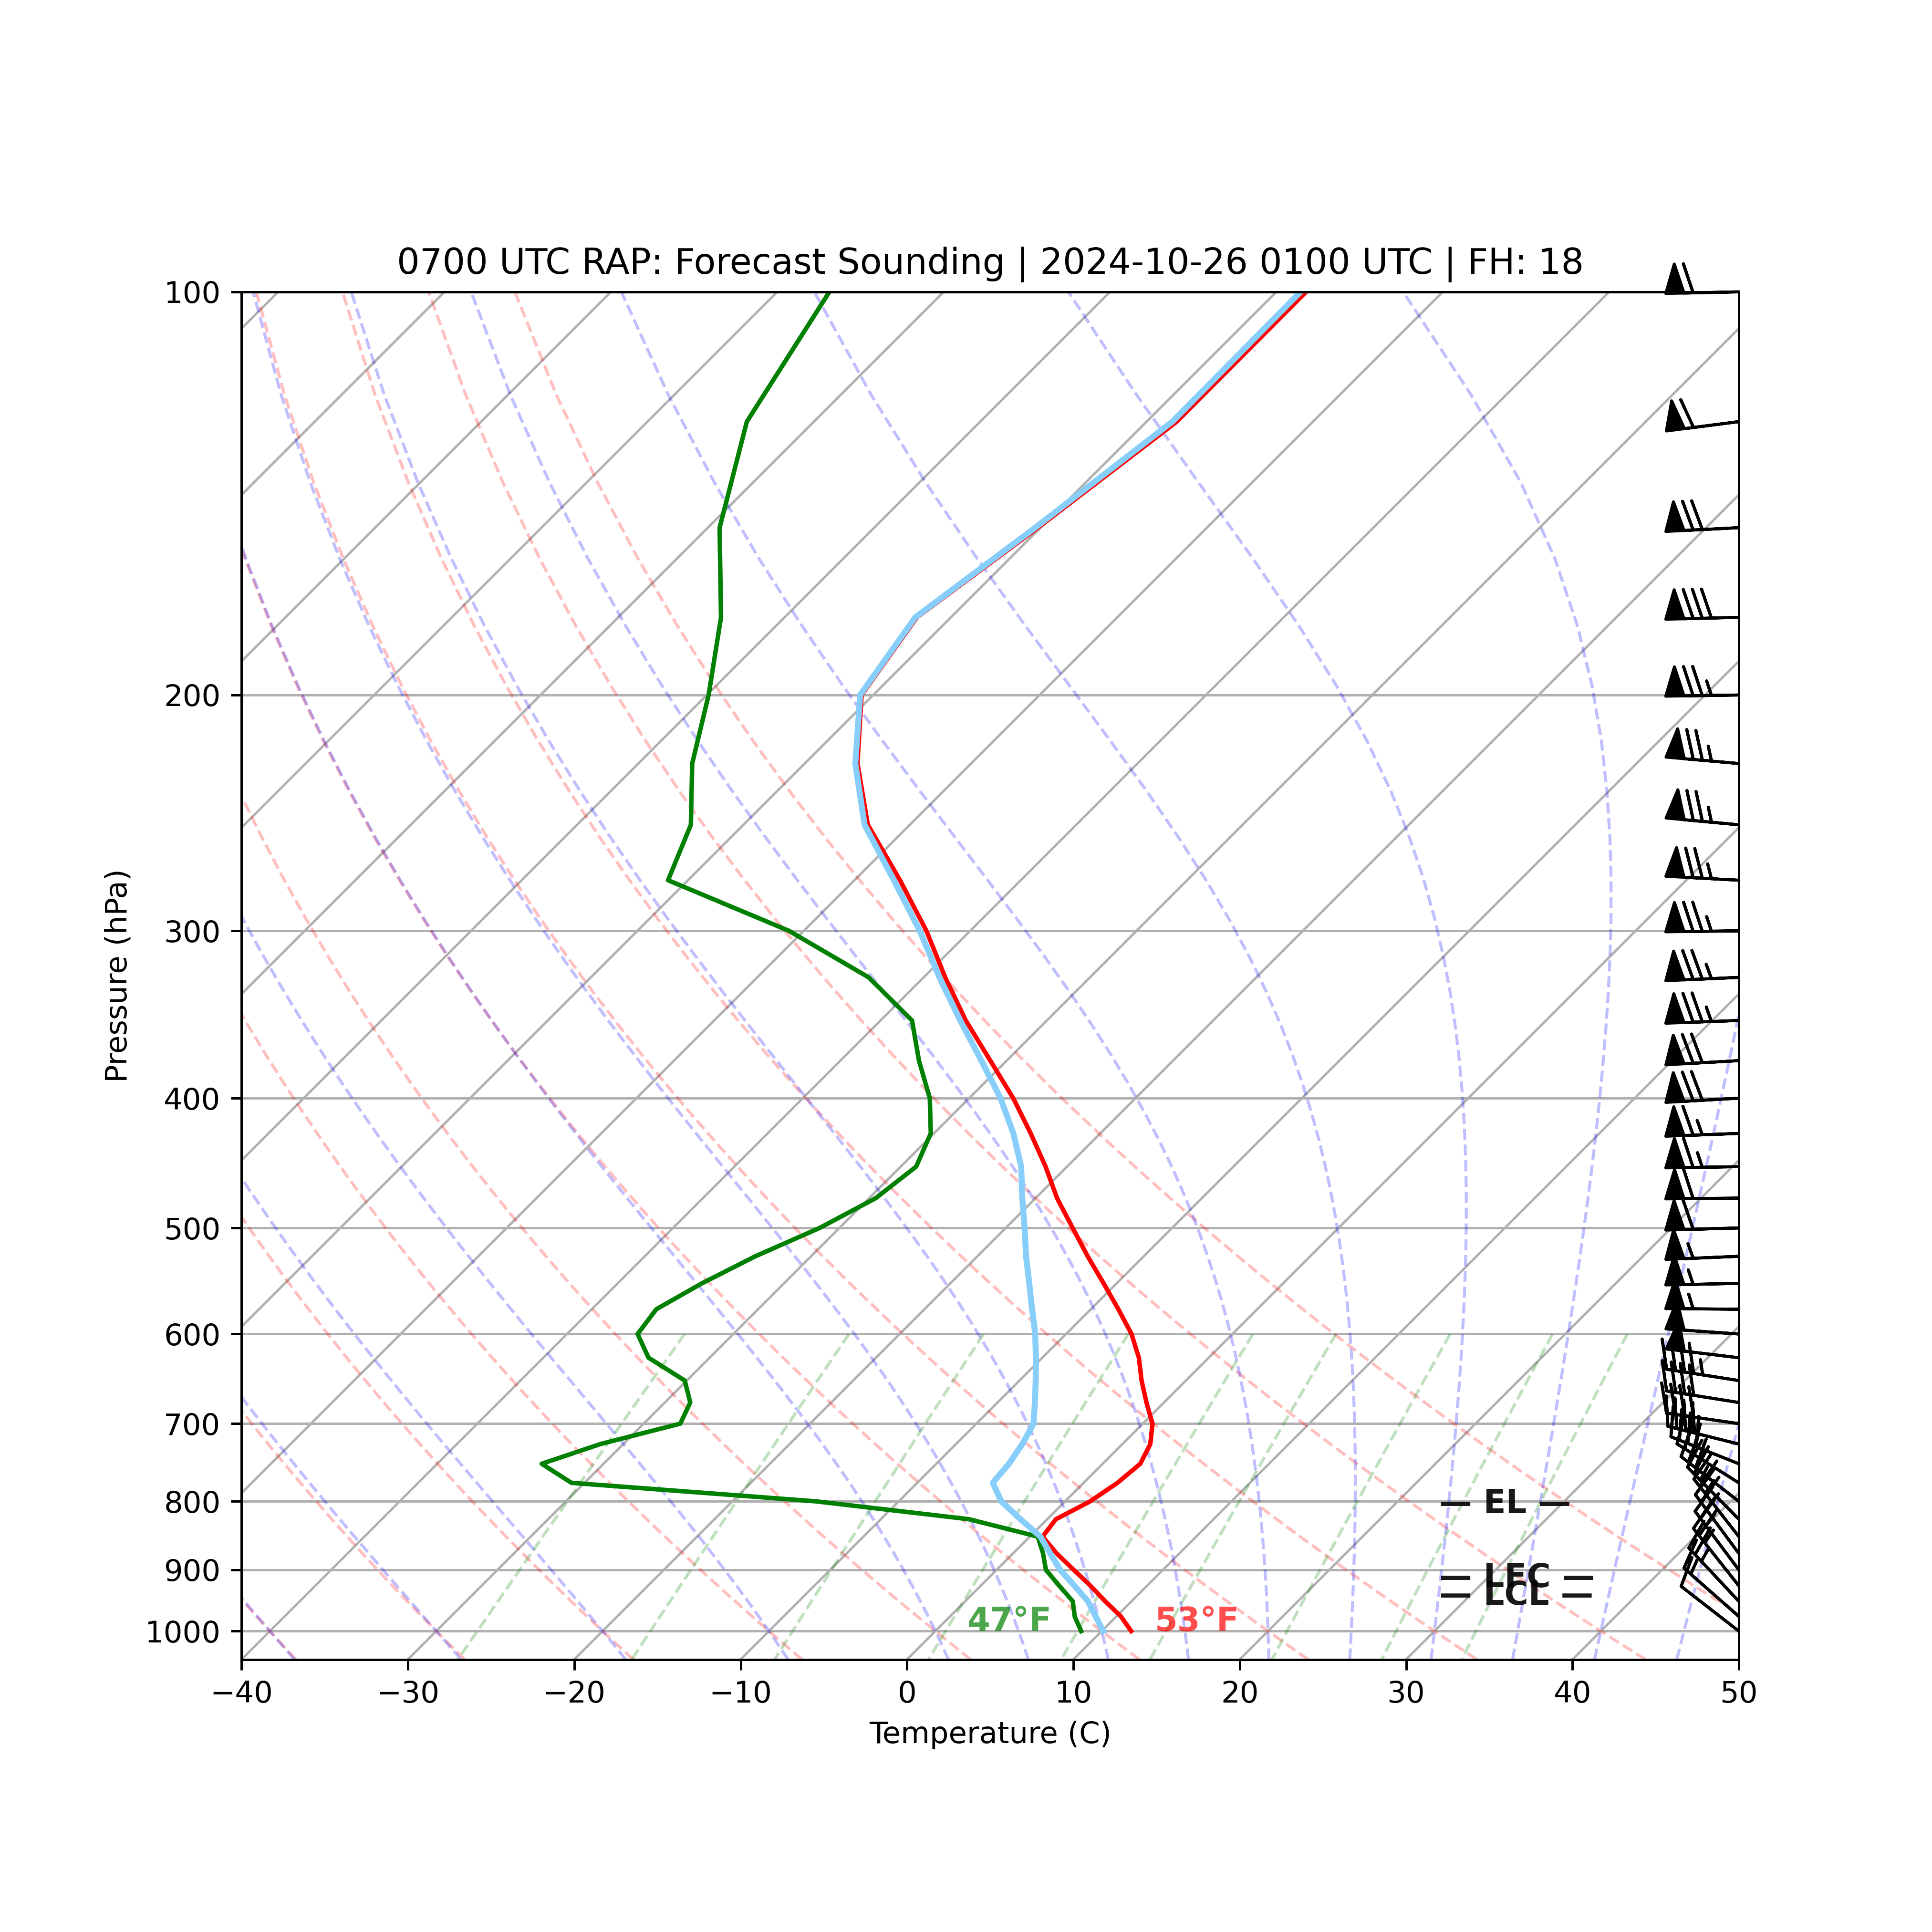 0700 UTC RAP: Forecast Sounding | 2024-10-26 0100 UTC | FH: 18
100
200
300
400
500
600
700
800
900
1000
Pressure (hPa)
— EL —
— LFC —
— LCL —
47°F
53°F
−40 −30 −20 −10 0 10 20 30 40 50
Temperature (C)